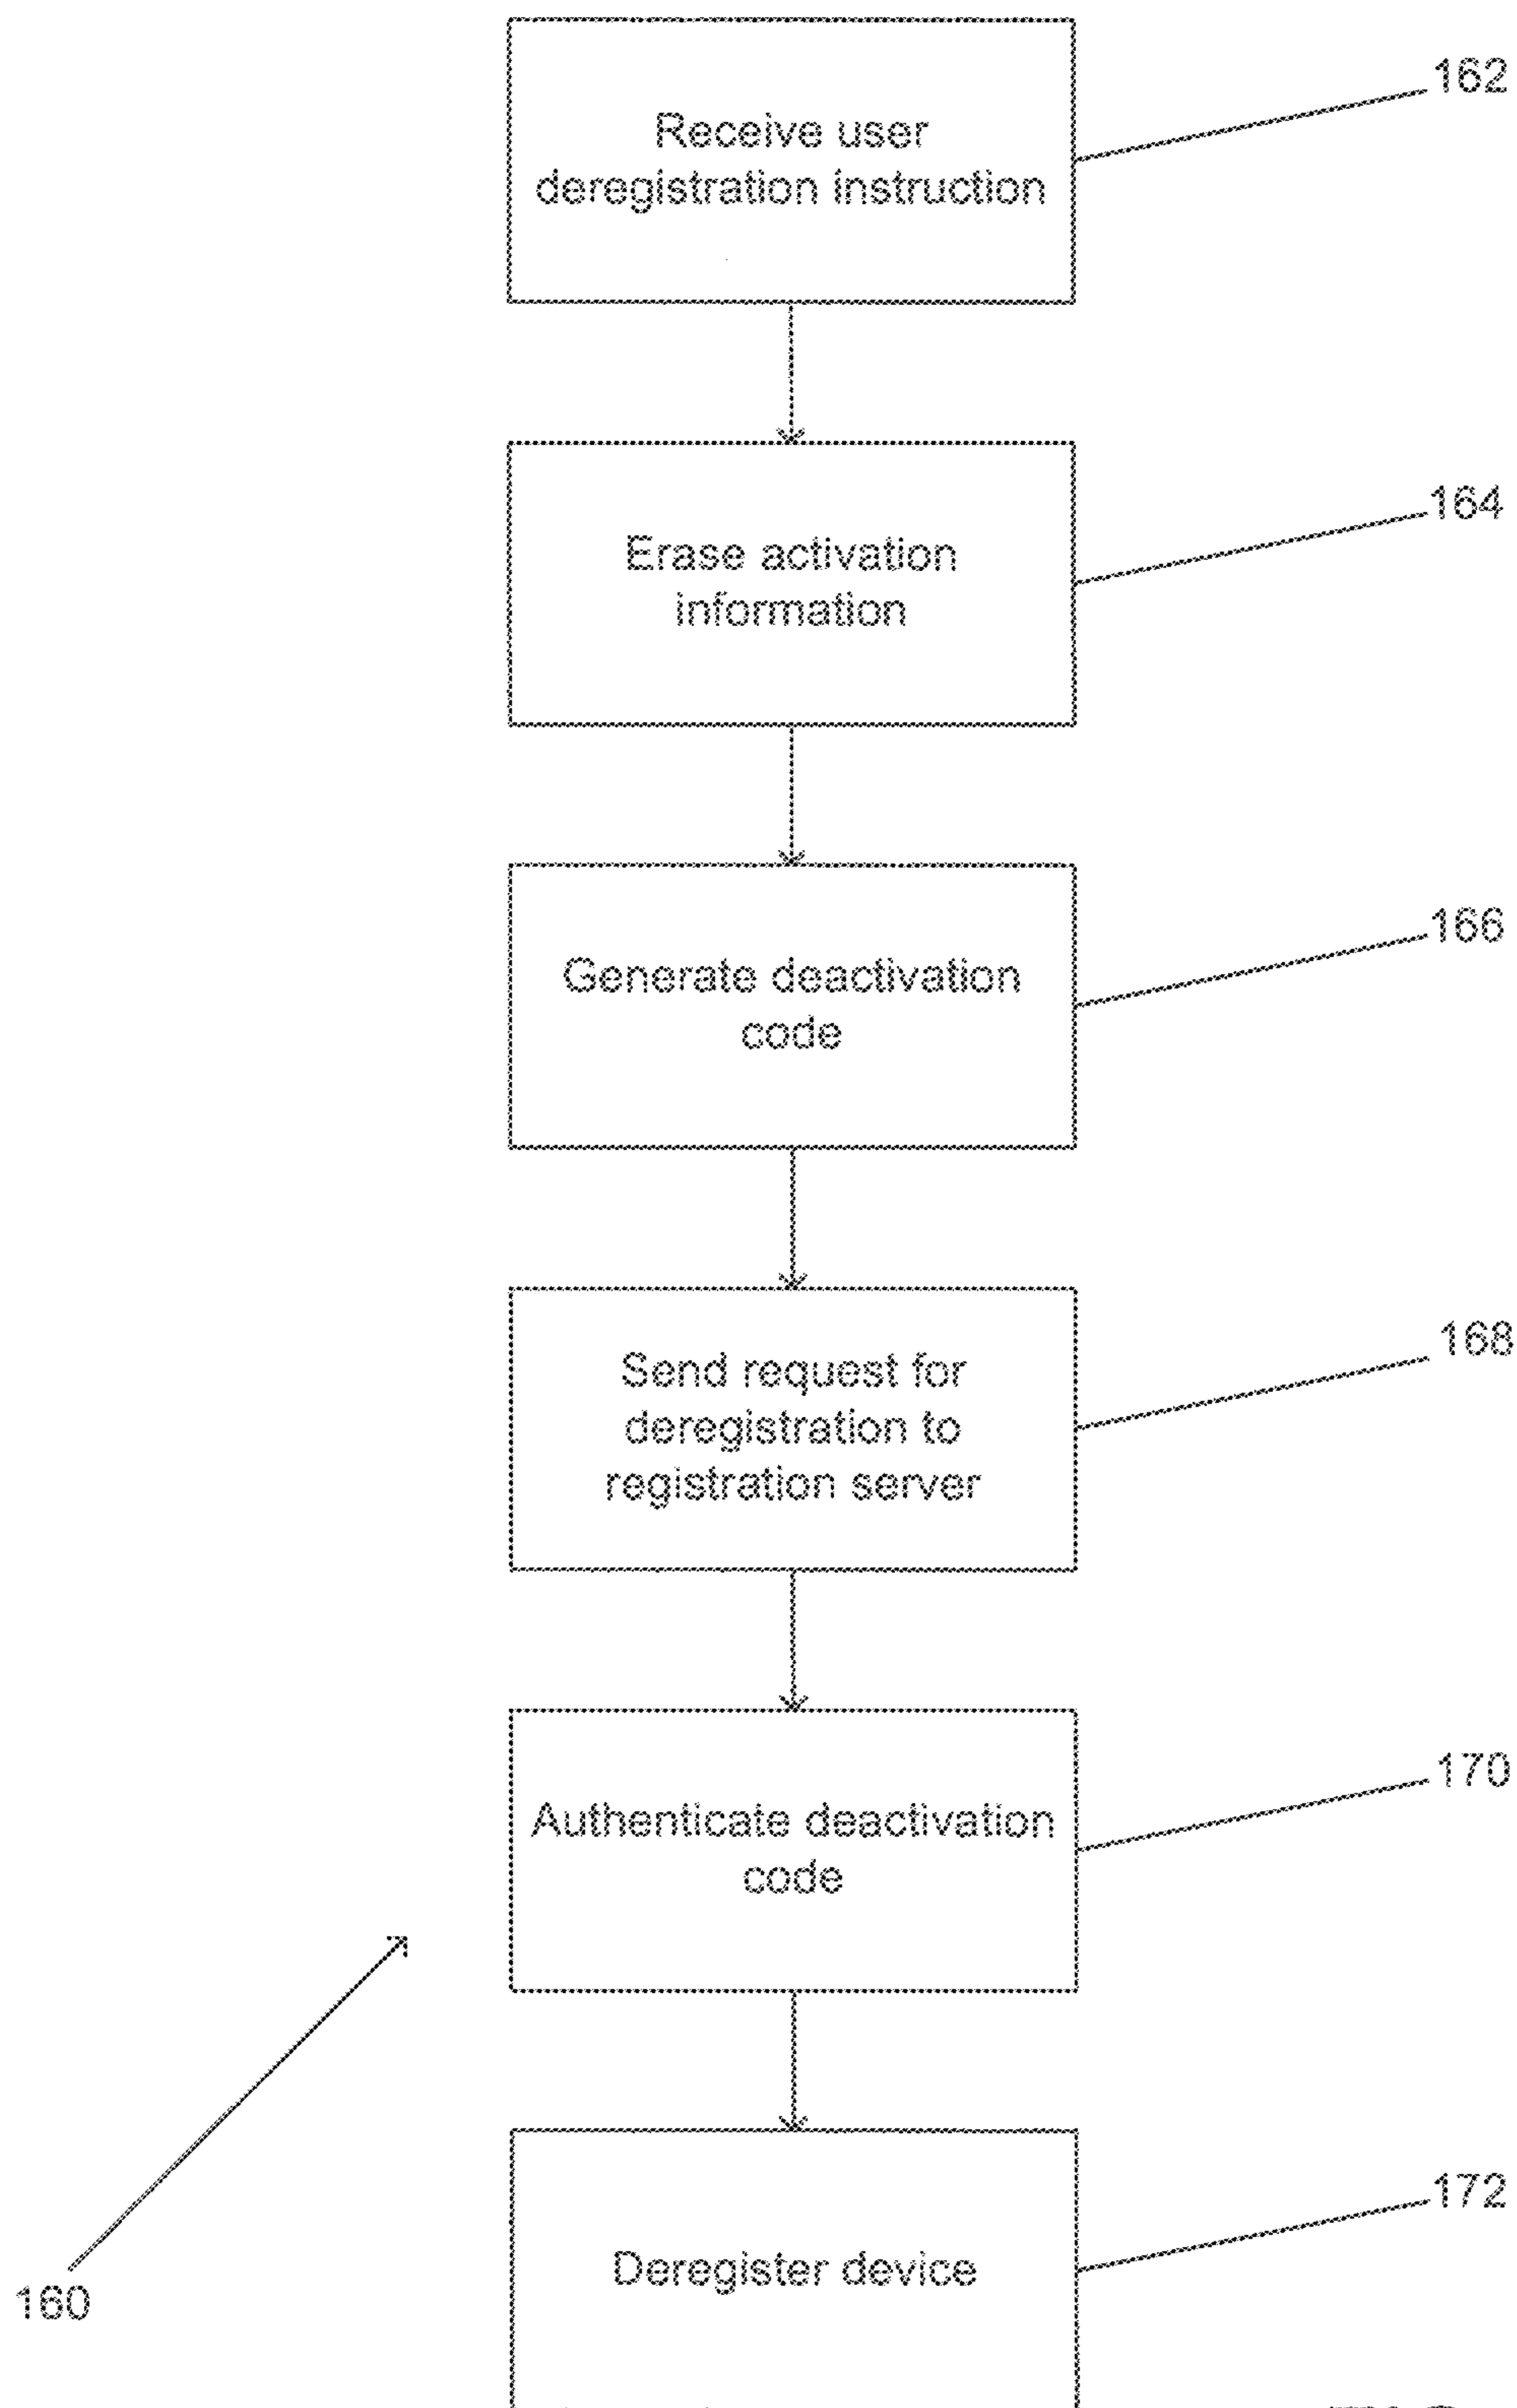 Receive user
deregistration instruction
162
Erase activation
information
164
Generate deactivation
code
166
Send request for
deregistration to
registration server
168
Authenticate deactivation
code
170
Deregister device
172
160